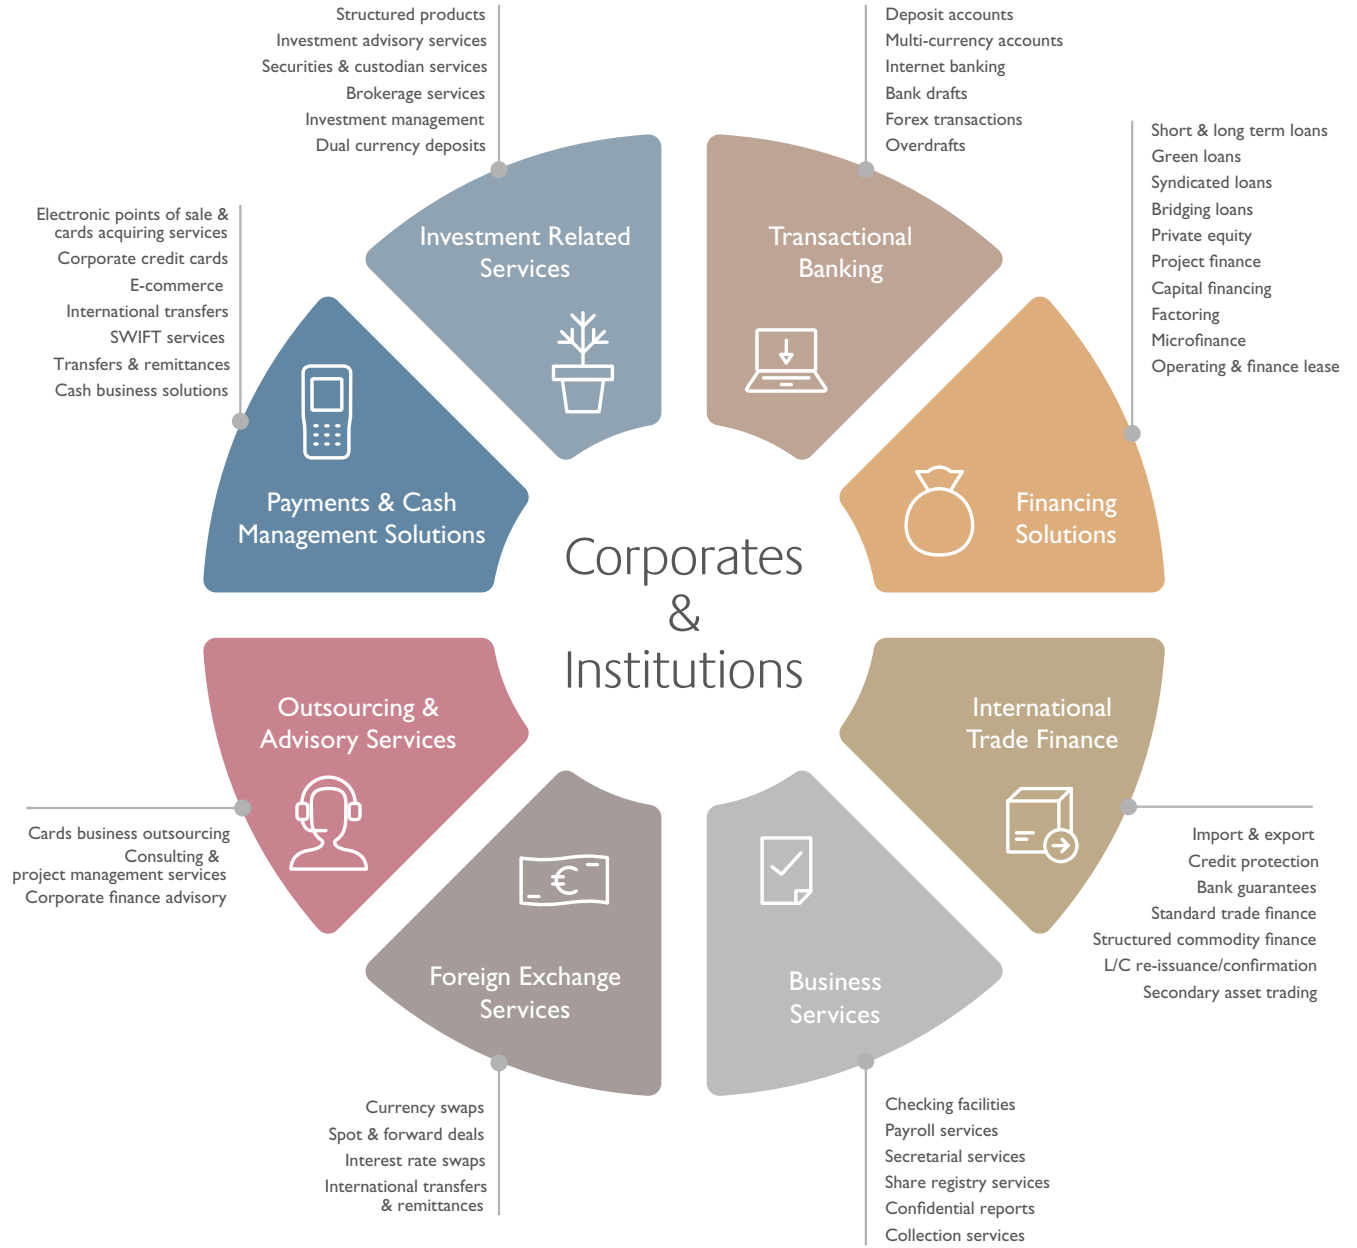 Structured products
Investment advisory services
Securities & custodian services
Brokerage services
Investment management
Dual currency deposits
Deposit accounts
Multi-currency accounts
Internet banking
Bank drafts
Forex transactions
Overdrafts
Short & long term loans
Green loans
Syndicated loans
Bridging loans
Private equity
Project finance
Capital financing
Factoring
Microfinance
Operating & finance lease
Electronic points of sale &
cards acquiring services
Corporate credit cards
E-commerce
International transfers
SWIFT services
Transfers & remittances
Cash business solutions
Investment Related
Services
Transactional
Banking
Payments & Cash
Management Solutions
Financing
Solutions
Corporates
&
Institutions
Outsourcing &
Advisory Services
International
Trade Finance
Foreign Exchange
Services
€
Business
Services
Cards business outsourcing
Consulting &
project management services
Corporate finance advisory
Import & export
Credit protection
Bank guarantees
Standard trade finance
Structured commodity finance
L/C re-issuance/confirmation
Secondary asset trading
Currency swaps
Spot & forward deals
Interest rate swaps
International transfers
& remittances
Checking facilities
Payroll services
Secretarial services
Share registry services
Confidential reports
Collection services